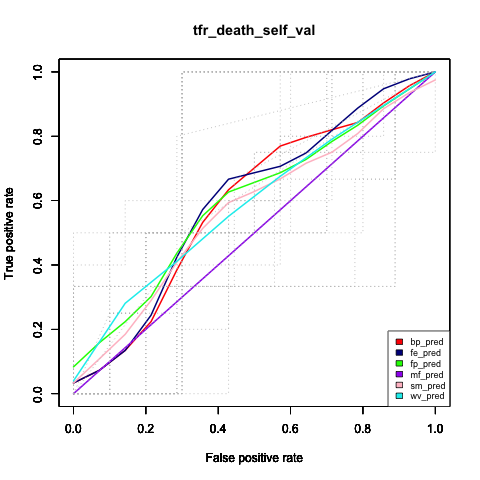 tfr_death_self_val
True positive rate
1.0
0.8
0.6
0.4
0.2
0.0
0.0 0.2 0.4 0.6 0.8 1.0
False positive rate
bp_pred
fe_pred
fp_pred
mf_pred
sm_pred
wv_pred